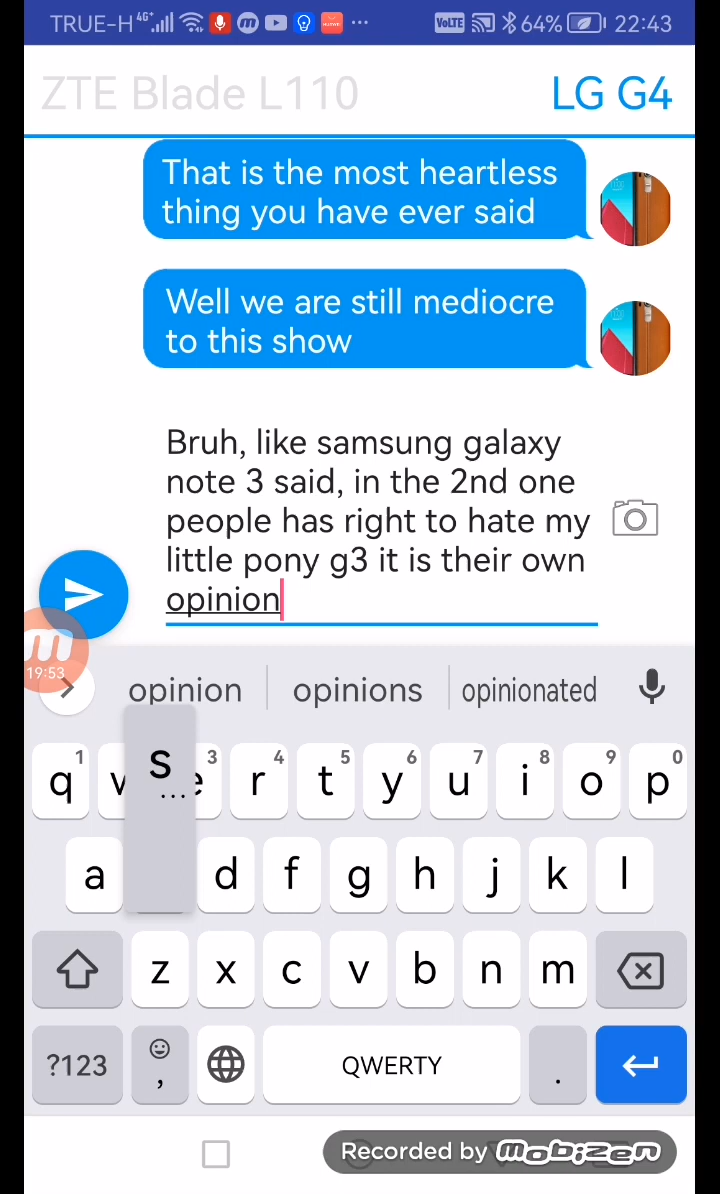 TRUE-H 4G+ VoLTE 64% 22:43
ZTE Blade L110 LG G4
That is the most heartless
thing you have ever said
Well we are still mediocre
to this show
Bruh, like samsung galaxy
note 3 said, in the 2nd one
people has right to hate my
little pony g3 it is their own
opinion
m
19:53
opinion opinions opinionated
q 1 w e 3 r 4 t 5 y 6 u 7 i 8 o 9 p 0
a s ... d f g h j k l
z x c v b n m
?123 , QWERTY .
Recorded by mobizen